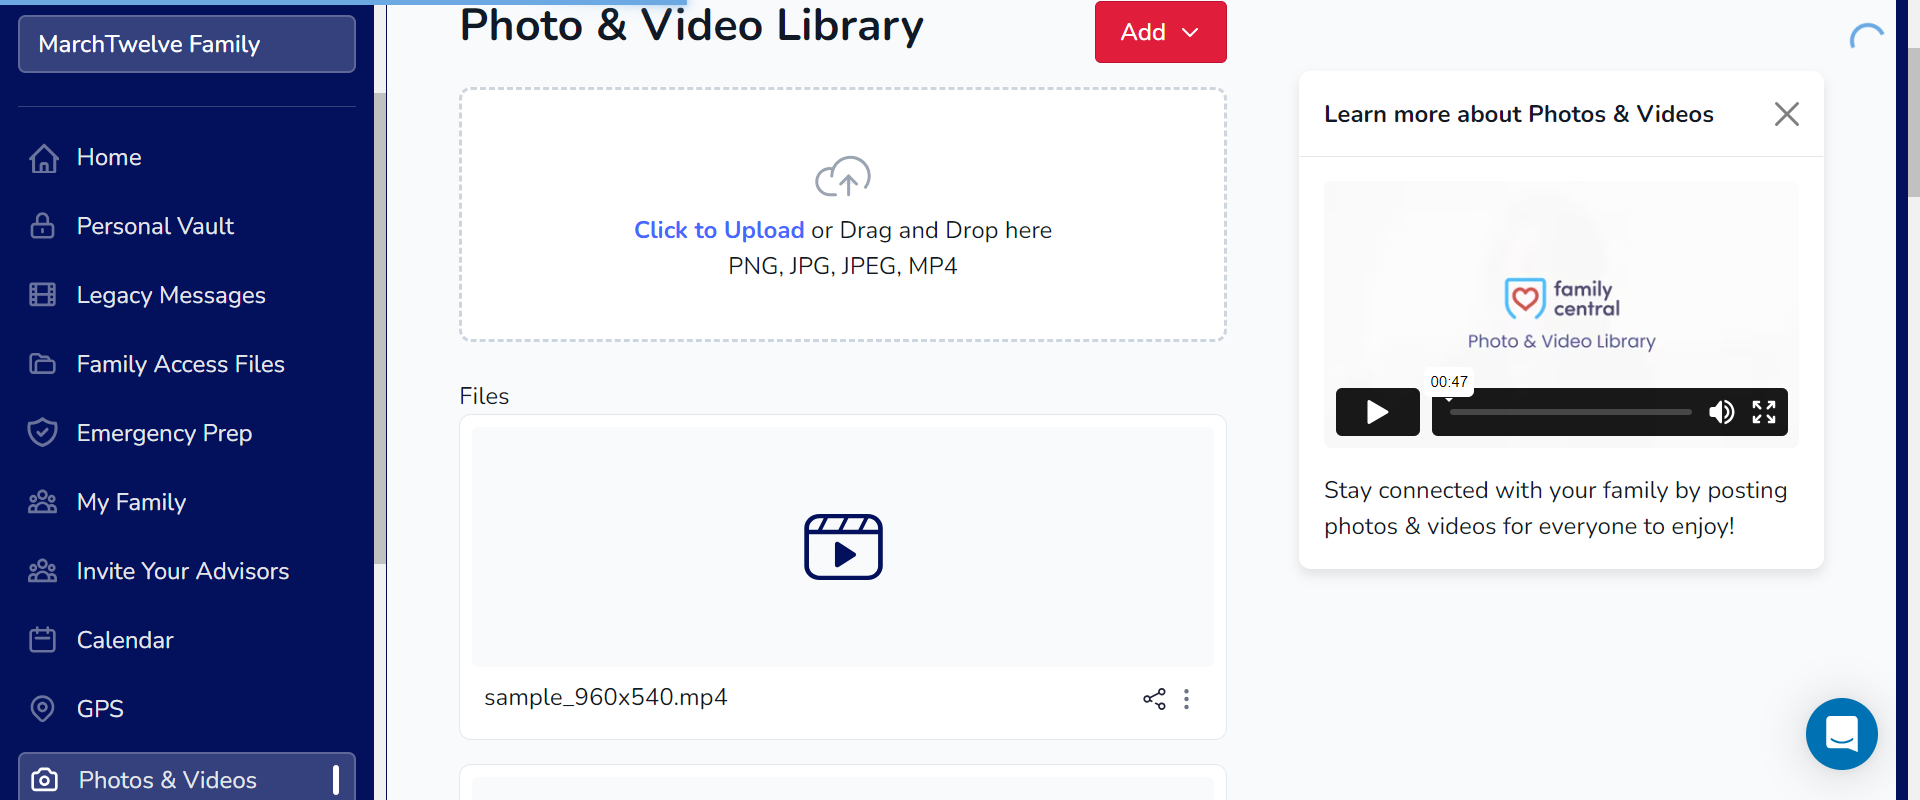 MarchTwelve Family
Home
Personal Vault
Legacy Messages
Family Access Files
Emergency Prep
My Family
Invite Your Advisors
Calendar
GPS
Photos & Videos
Photo & Video Library
Add
Click to Upload or Drag and Drop here
PNG, JPG, JPEG, MP4
Files
sample_960x540.mp4
Learn more about Photos & Videos
family
central
Photo & Video Library
00:47
Stay connected with your family by posting
photos & videos for everyone to enjoy!